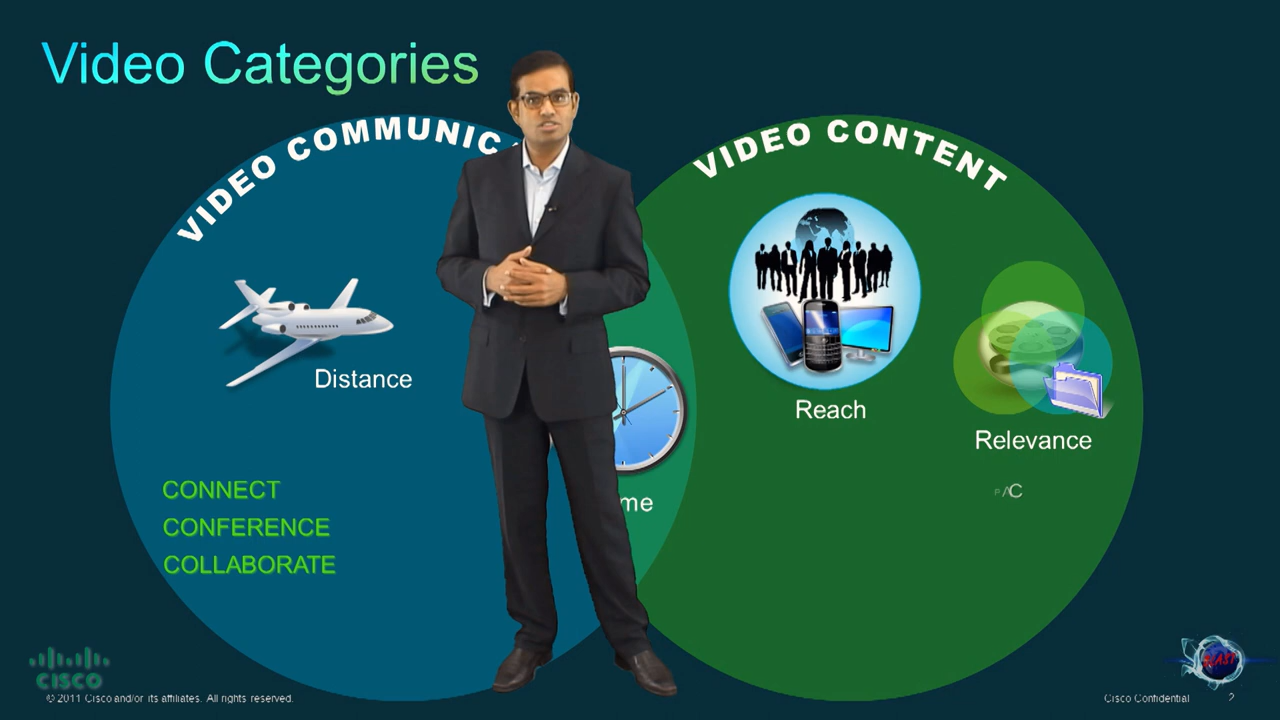 Video Categories
VIDEO COMMUNIC
VIDEO CONTENT
Distance
Reach
Relevance
me
CONNECT
CONFERENCE
COLLABORATE
CISCO
© 2011 Cisco and/or its affiliates. All rights reserved.
Cisco Confidential 2